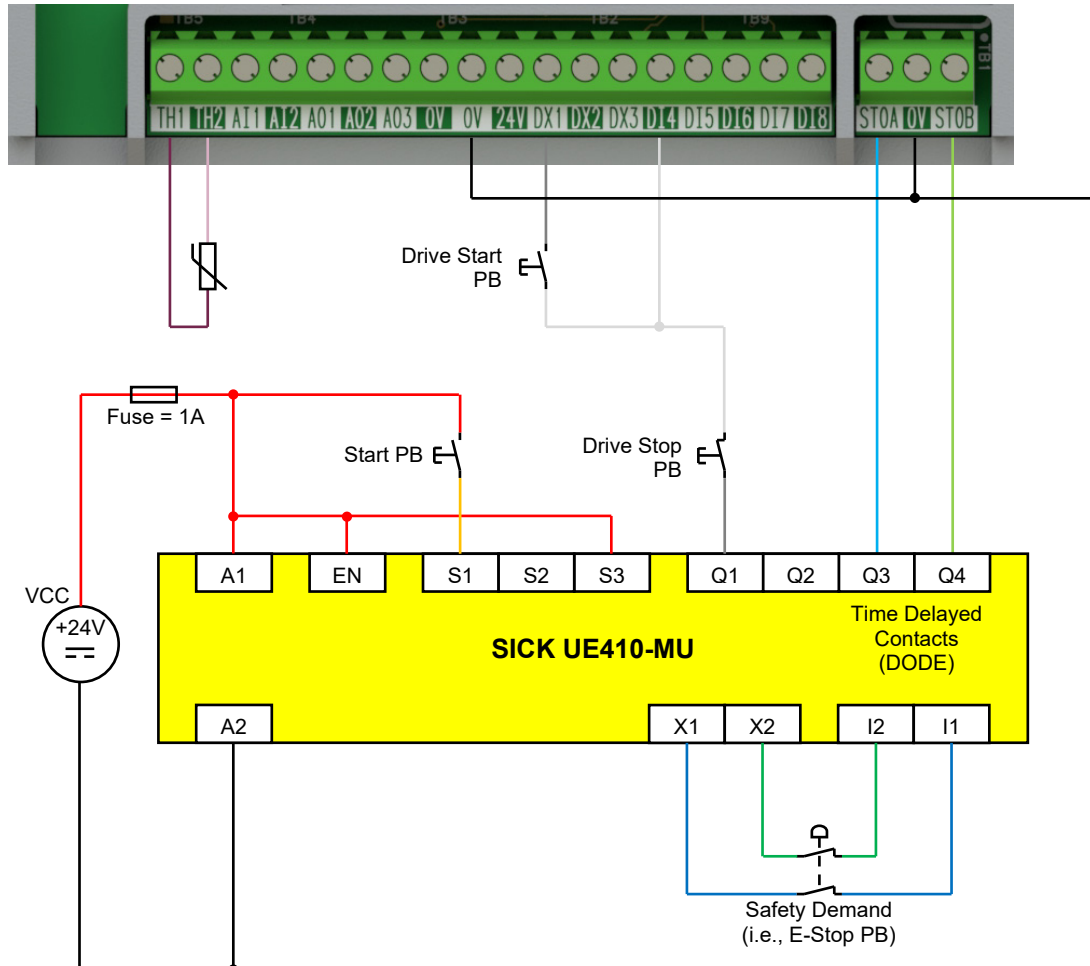 TB5 TB4 TB3 TB2 TB9
TH1 TH2 AI1 AI2 AO1 AO2 AO3 0V 0V 24V DX1 DX2 DX3 DI4 DI5 DI6 DI7 DI8
STOA 0V STOB
TB1
Drive Start
PB
Fuse = 1A
Start PB
Drive Stop
PB
VCC
+24V
A1 EN S1 S2 S3 Q1 Q2 Q3 Q4
Time Delayed
Contacts
(DODE)
SICK UE410-MU
A2 X1 X2 I2 I1
Safety Demand
(i.e., E-Stop PB)